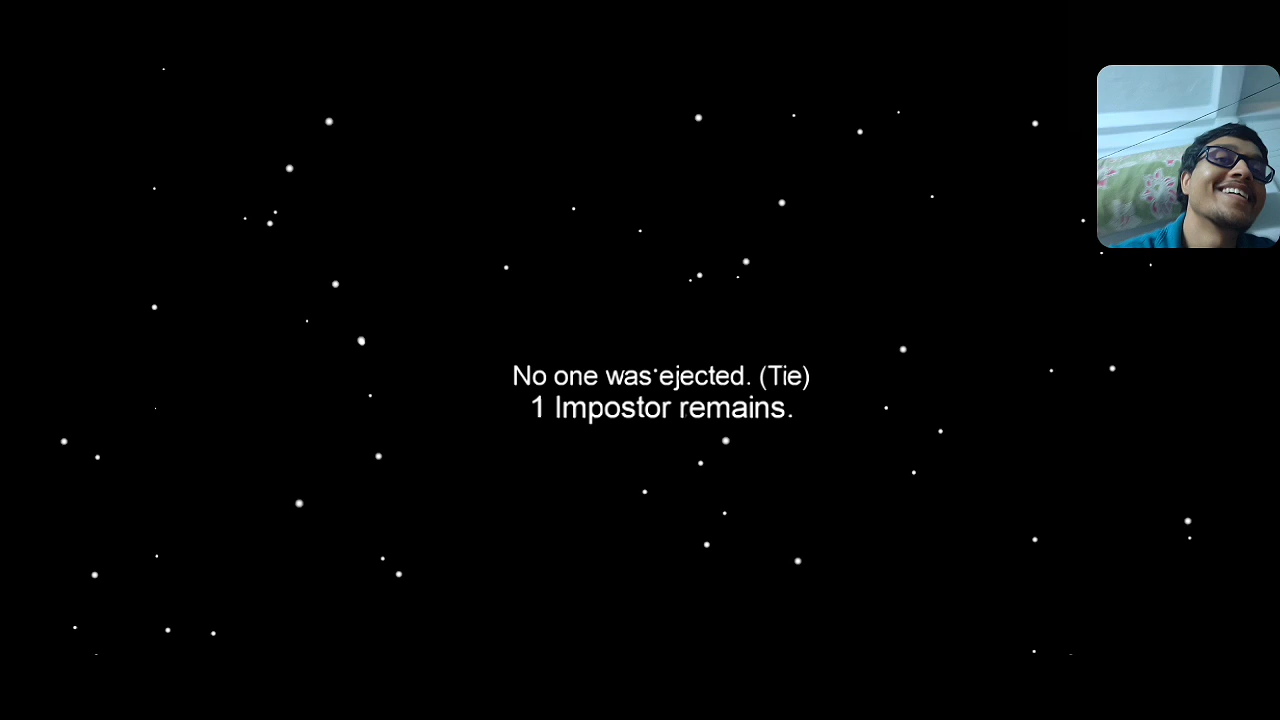 No one was ejected. (Tie)
1 Impostor remains.